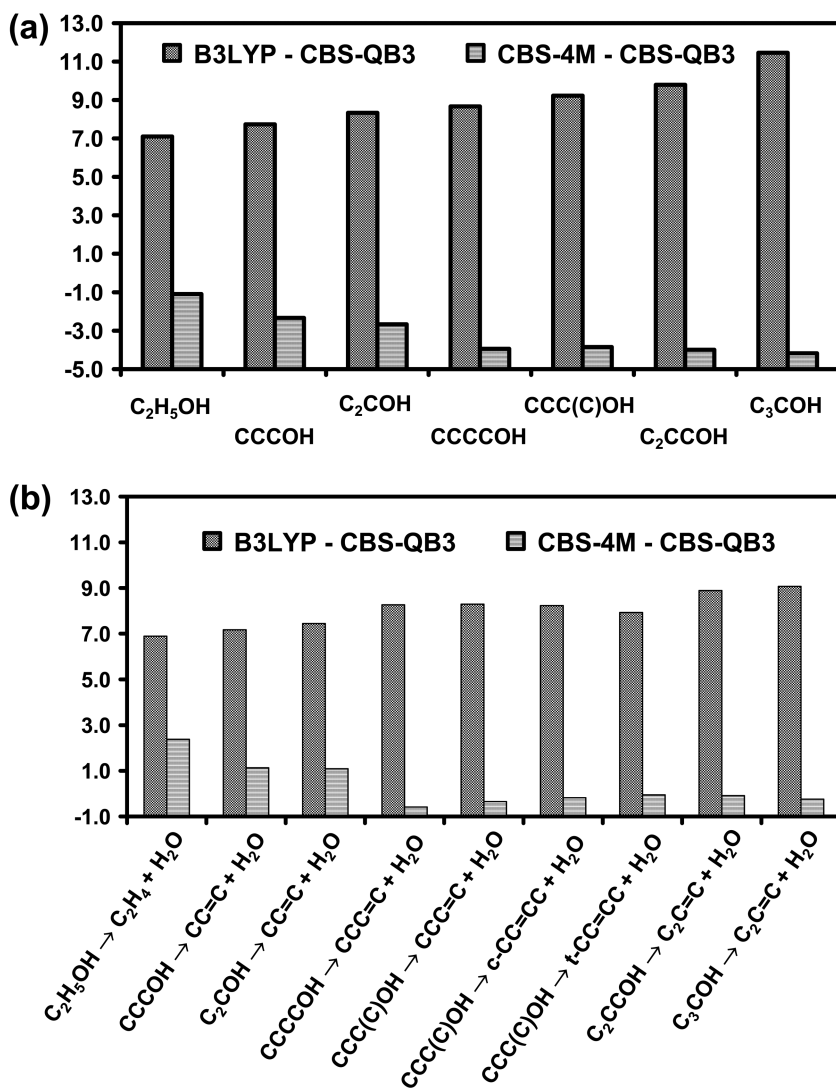 (a)
13.0
B3LYP - CBS-QB3 CBS-4M - CBS-QB3
11.0
9.0
7.0
5.0
3.0
1.0
-1.0
-3.0
-5.0
C₂H₅OH C₂COH CCC(C)OH C₃COH
CCCOH CCCCOH C₂CCOH
(b)
13.0
11.0
B3LYP - CBS-QB3 CBS-4M - CBS-QB3
9.0
7.0
5.0
3.0
1.0
-1.0
C₂H₅OH → C₂H₄ + H₂O
CCCOH → CC=C + H₂O
C₂COH → CC=C + H₂O
CCCCOH → CCC=C + H₂O
CCC(C)OH → CCC=C + H₂O
CCC(C)OH → c-CC=CC + H₂O
CCC(C)OH → t-CC=CC + H₂O
C₂CCOH → C₂C=C + H₂O
C₃COH → C₂C=C + H₂O